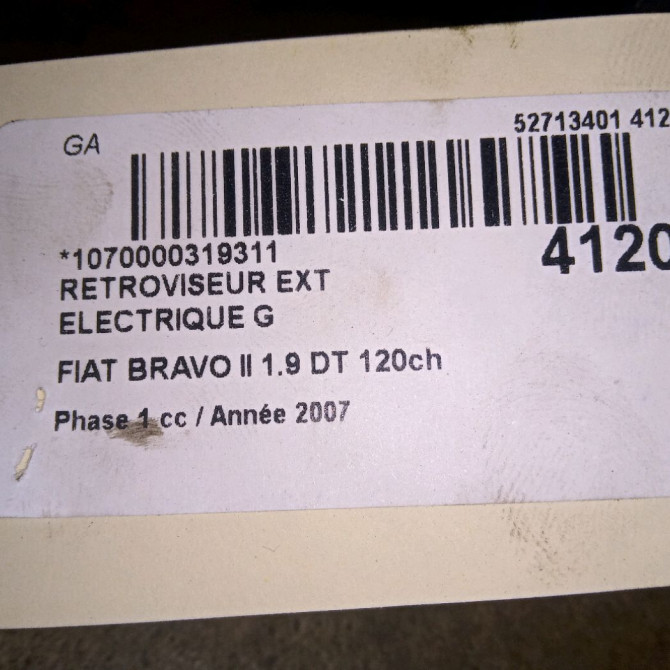 GA
52713401 412
*1070000319311
4120
RETROVISEUR EXT
ELECTRIQUE G
FIAT BRAVO II 1.9 DT 120ch
Phase 1 cc / Année 2007